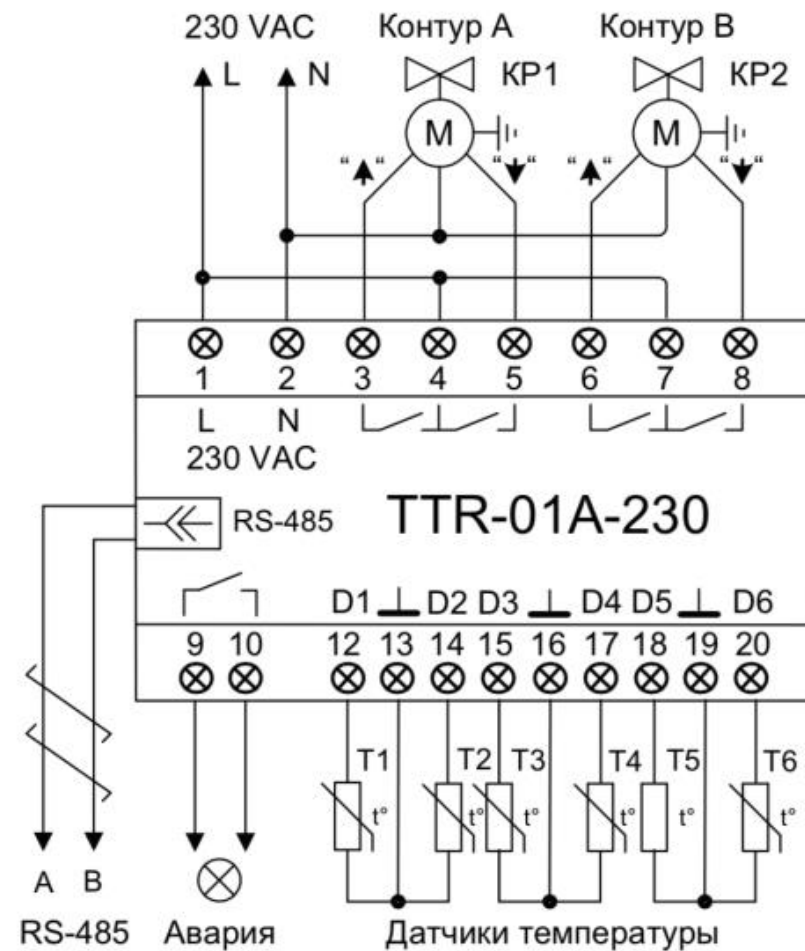 230 VAC Контур А Контур В
L N КР1 КР2
M M
“ “ “ “ “ “ “ “
1 2 3 4 5 6 7 8
L N
230 VAC
RS-485 TTR-01A-230
D1 D2 D3 D4 D5 D6
9 10 12 13 14 15 16 17 18 19 20
T1 T2 T3 T4 T5 T6
t° t° t° t° t° t°
A B
RS-485 Авария Датчики температуры